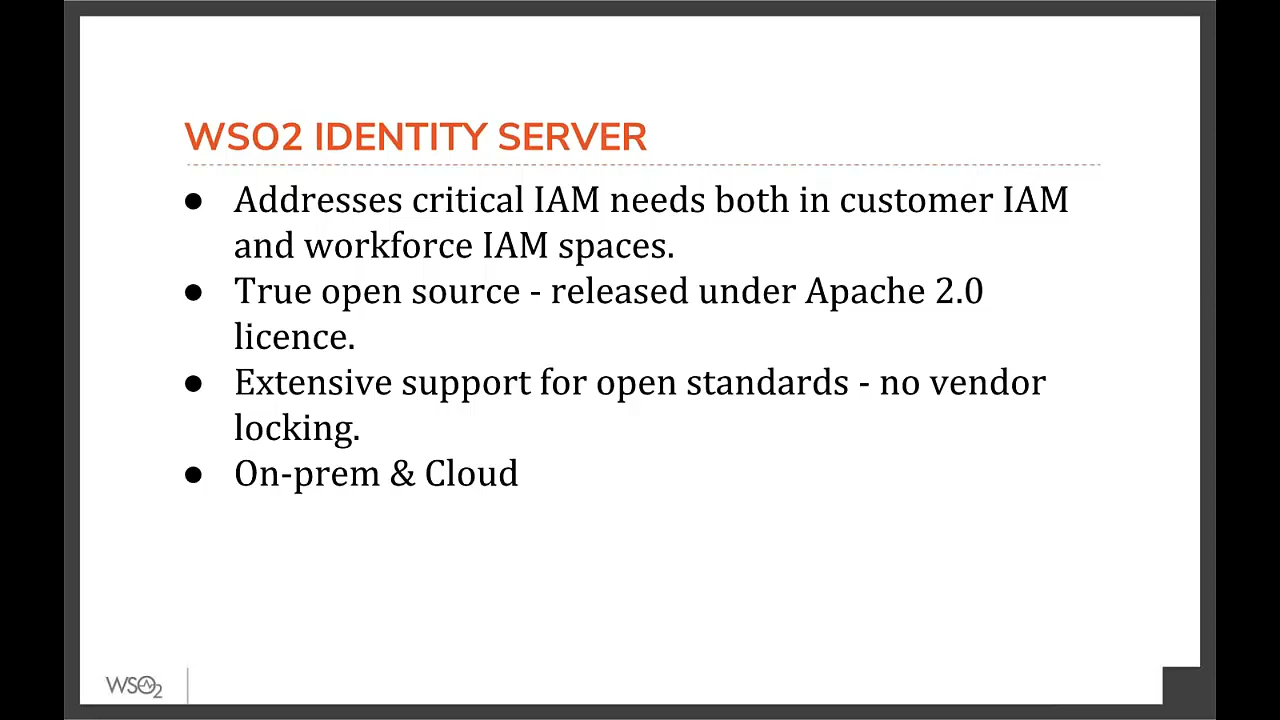 WSO2 IDENTITY SERVER
● Addresses critical IAM needs both in customer IAM
and workforce IAM spaces.
● True open source - released under Apache 2.0
licence.
● Extensive support for open standards - no vendor
locking.
● On-prem & Cloud
WSO2